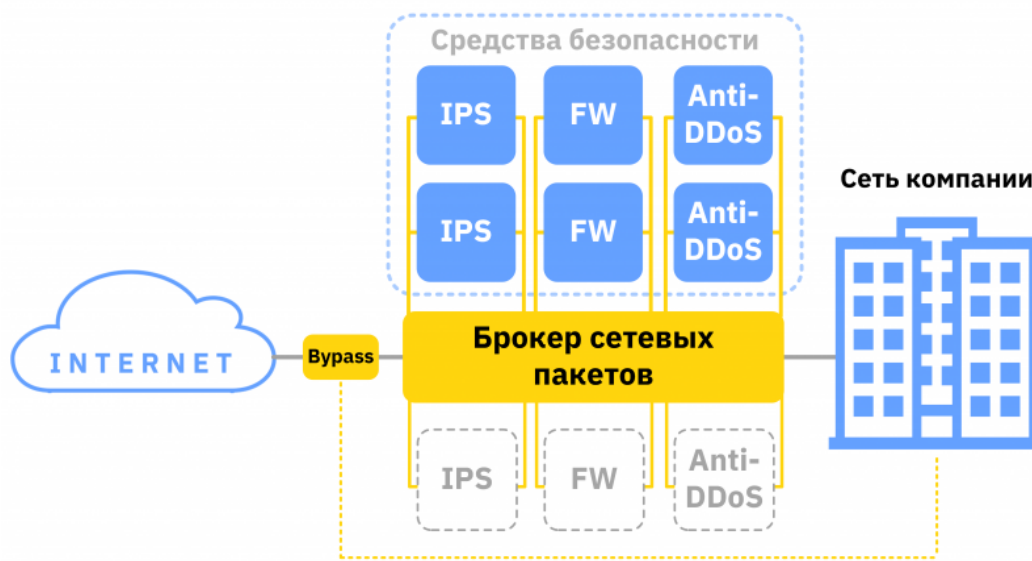 Средства безопасности
IPS
FW
Anti-
DDoS
IPS
FW
Anti-
DDoS
Сеть компании
INTERNET
Bypass
Брокер сетевых
пакетов
IPS
FW
Anti-
DDoS